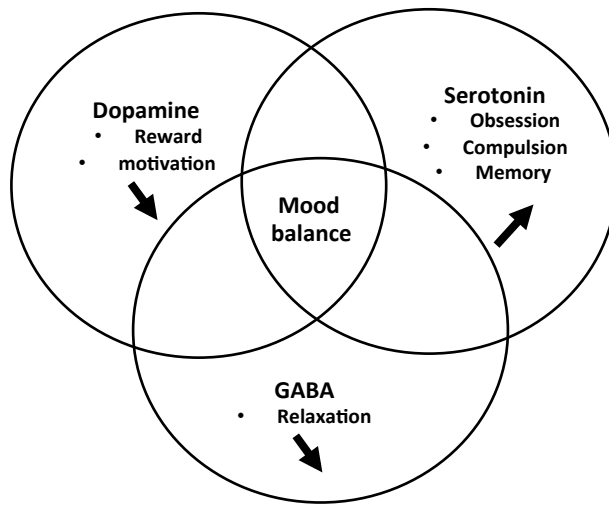 Dopamine
• Reward
• motivation
Serotonin
• Obsession
• Compulsion
• Memory
Mood
balance
GABA
• Relaxation